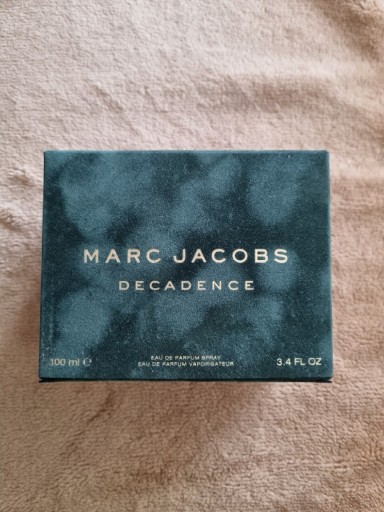 MARC JACOBS
DECADENCE
100 ml ℮
EAU DE PARFUM SPRAY
EAU DE PARFUM VAPORISATEUR
3.4 FL OZ